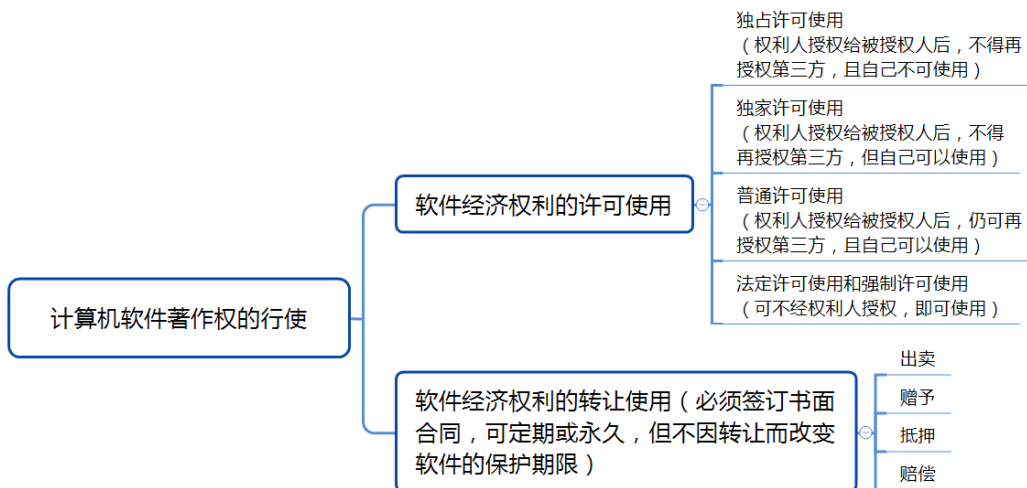 独占许可使用
（权利人授权给被授权人后，不得再
授权第三方，且自己不可使用）
独家许可使用
（权利人授权给被授权人后，不得
再授权第三方，但自己可以使用）
软件经济权利的许可使用
普通许可使用
（权利人授权给被授权人后，仍可再
授权第三方，且自己可以使用）
法定许可使用和强制许可使用
（可不经权利人授权，即可使用）
计算机软件著作权的行使
软件经济权利的转让使用（必须签订书面
合同，可定期或永久，但不因转让而改变
软件的保护期限）
出卖
赠予
抵押
赔偿